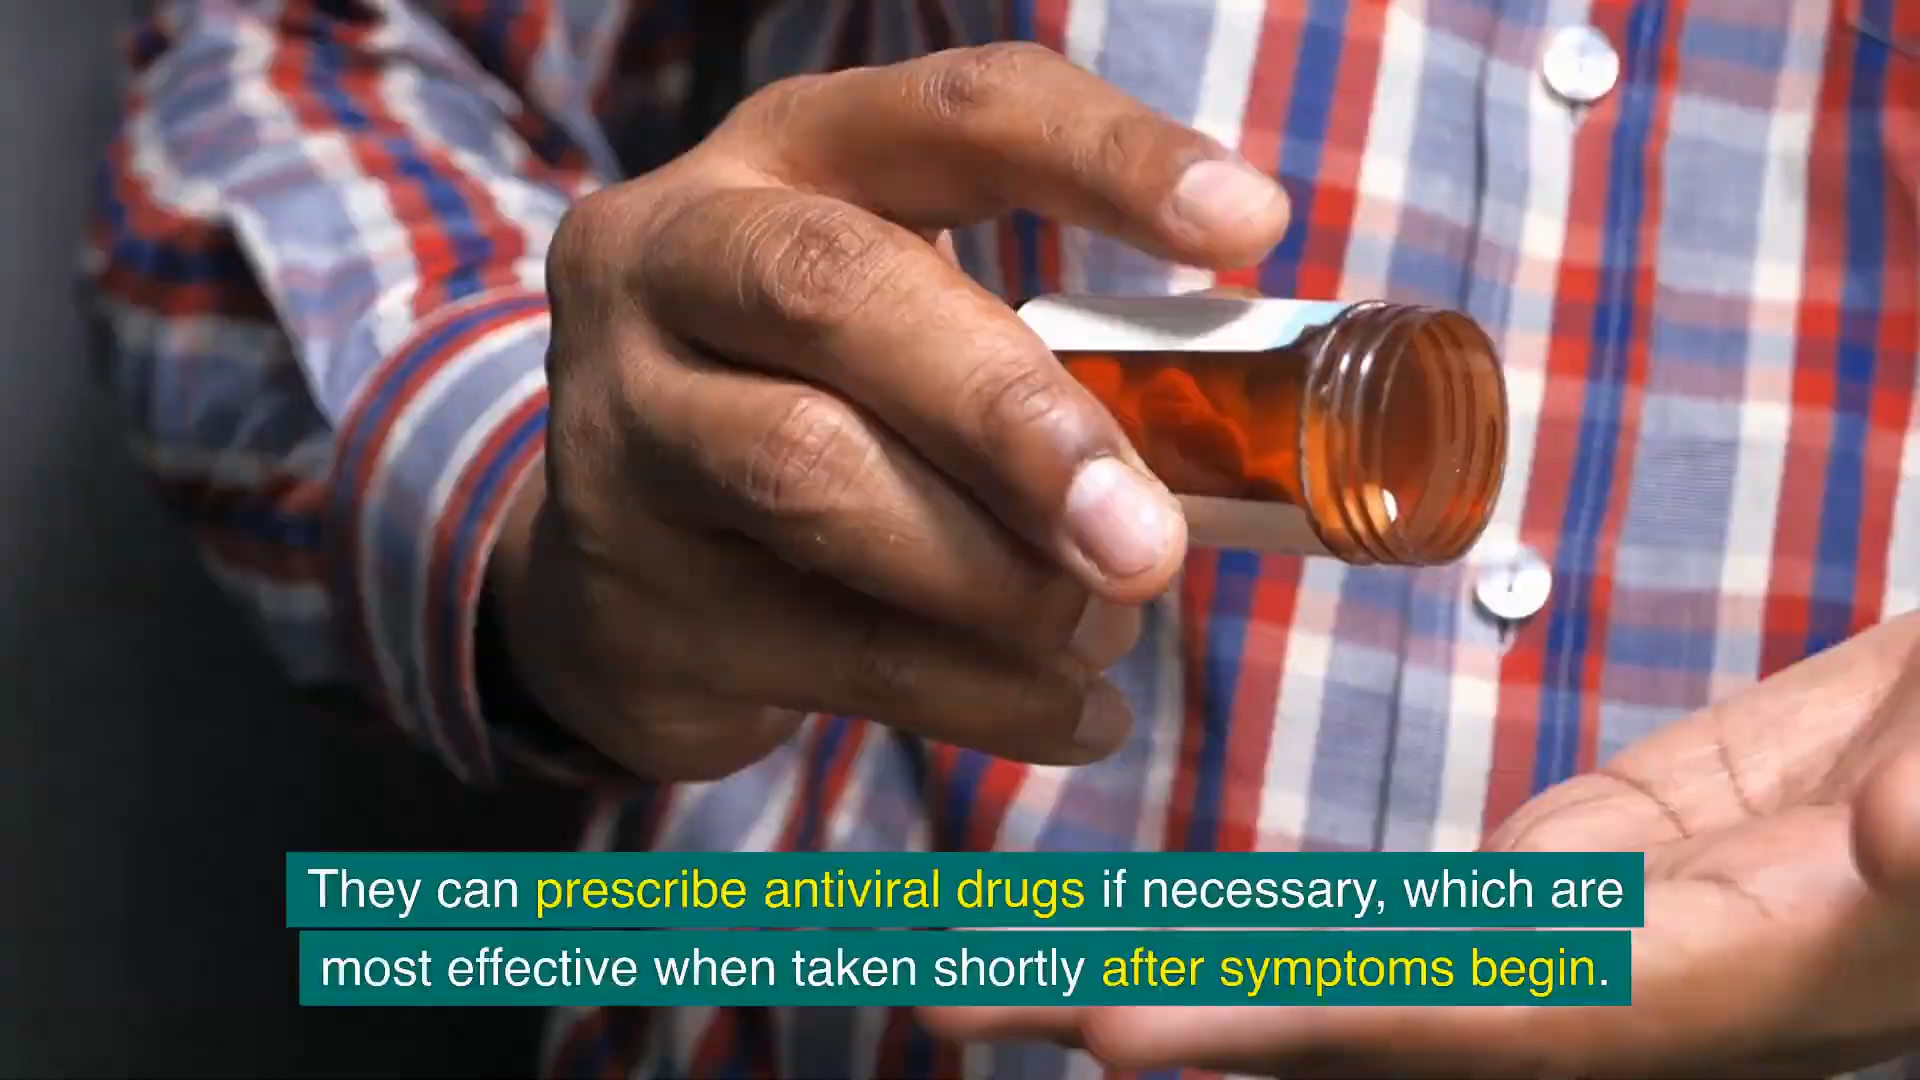 They can prescribe antiviral drugs if necessary, which are
most effective when taken shortly after symptoms begin.